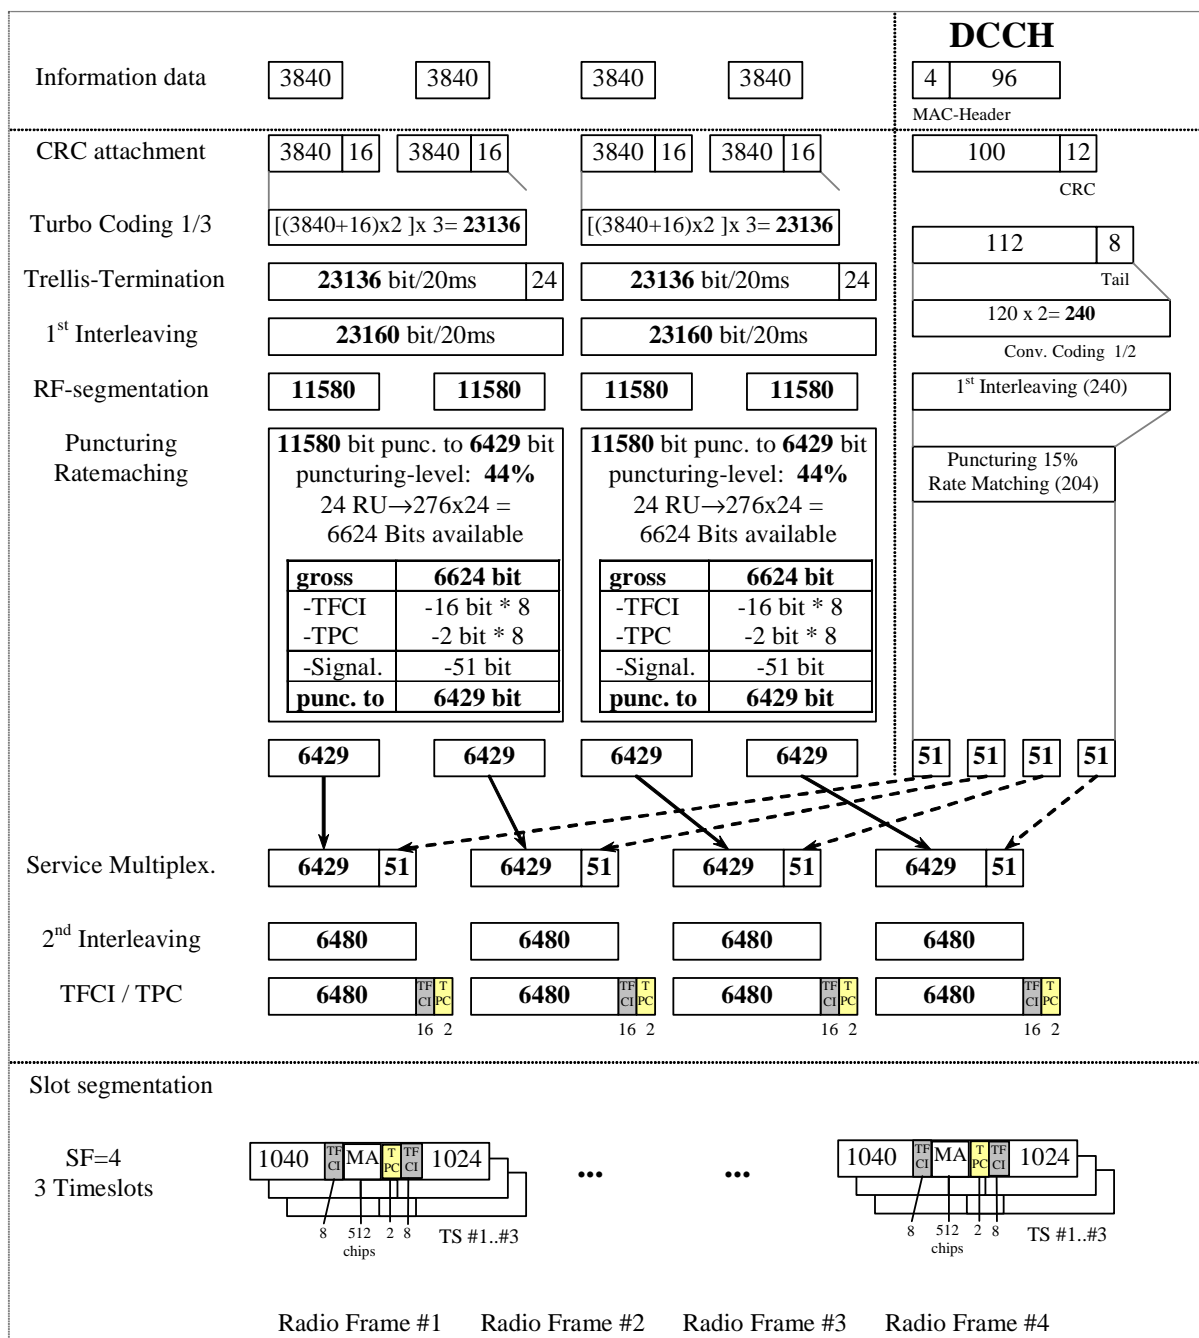 DCCH
Information data 3840 3840 3840 3840 4 96
MAC-Header
CRC attachment 3840 16 3840 16 3840 16 3840 16 100 12
CRC
Turbo Coding 1/3 [(3840+16)x2 ]x 3= 23136 [(3840+16)x2 ]x 3= 23136 112 8
Trellis-Termination 23136 bit/20ms 24 23136 bit/20ms 24 Tail
120 x 2= 240
1st Interleaving 23160 bit/20ms 23160 bit/20ms Conv. Coding 1/2
RF-segmentation 11580 11580 11580 11580 1st Interleaving (240)
Puncturing 11580 bit punc. to 6429 bit 11580 bit punc. to 6429 bit Puncturing 15%
Ratemaching puncturing-level: 44% puncturing-level: 44% Rate Matching (204)
24 RU→276x24 = 24 RU→276x24 =
6624 Bits available 6624 Bits available
gross 6624 bit gross 6624 bit
-TFCI -16 bit * 8 -TFCI -16 bit * 8
-TPC -2 bit * 8 -TPC -2 bit * 8
-Signal. -51 bit -Signal. -51 bit
punc. to 6429 bit punc. to 6429 bit
6429 6429 6429 6429 51 51 51 51
Service Multiplex. 6429 51 6429 51 6429 51 6429 51
2nd Interleaving 6480 6480 6480 6480
TFCI / TPC 6480 TF CI T PC 6480 TF CI T PC 6480 TF CI T PC 6480 TF CI T PC
16 2 16 2 16 2 16 2
Slot segmentation
SF=4 1040 TF CI MA T PC TF CI 1024 ... ... 1040 TF CI MA T PC TF CI 1024
3 Timeslots
8 512 2 8 TS #1..#3 8 512 2 8 TS #1..#3
chips chips
Radio Frame #1 Radio Frame #2 Radio Frame #3 Radio Frame #4